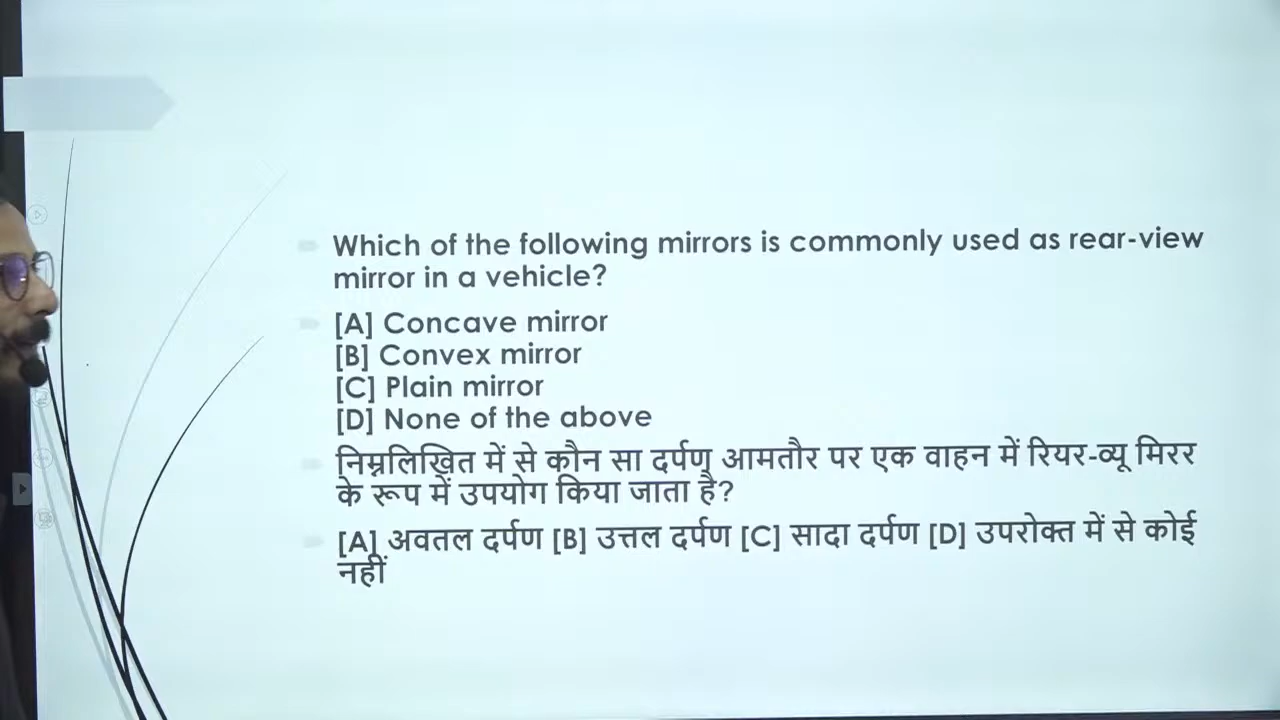 Which of the following mirrors is commonly used as rear-view
mirror in a vehicle?
[A] Concave mirror
[B] Convex mirror
[C] Plain mirror
[D] None of the above
निम्नलिखित में से कौन सा दर्पण आमतौर पर एक वाहन में रियर-व्यू मिरर
के रूप में उपयोग किया जाता है?
[A] अवतल दर्पण [B] उत्तल दर्पण [C] सादा दर्पण [D] उपरोक्त में से कोई
नहीं